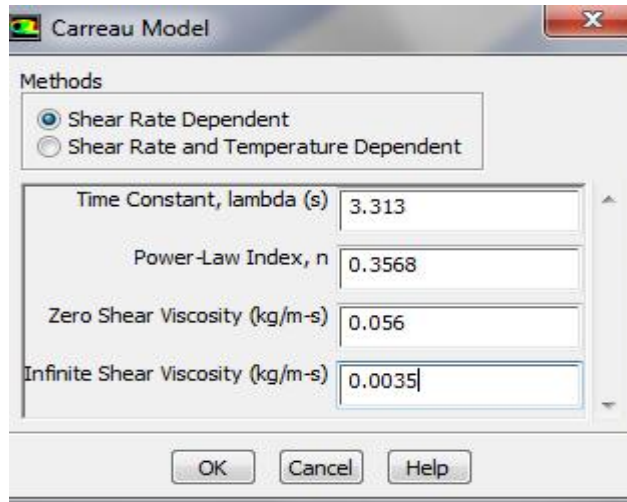 Carreau Model
x
Methods
Shear Rate Dependent
Shear Rate and Temperature Dependent
Time Constant, lambda (s) 3.313
Power-Law Index, n 0.3568
Zero Shear Viscosity (kg/m-s) 0.056
Infinite Shear Viscosity (kg/m-s) 0.0035
OK Cancel Help